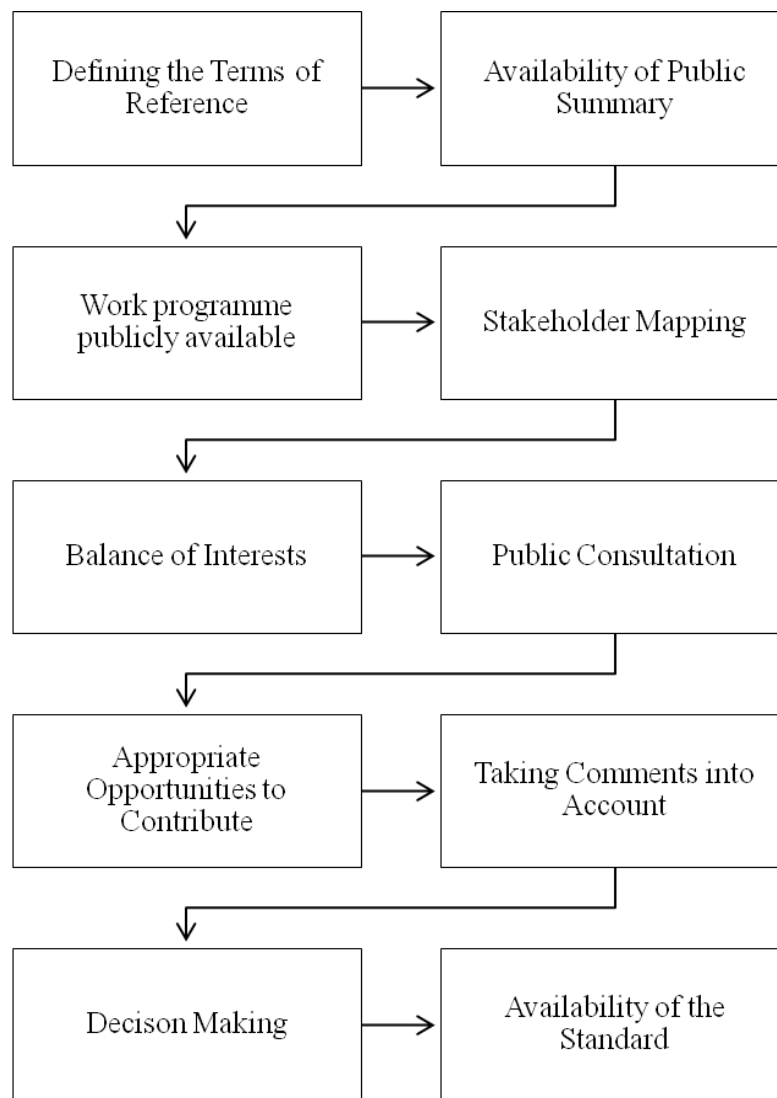 Defining the Terms of
Reference
Availability of Public
Summary
Work programme
publicly available
Stakeholder Mapping
Balance of Interests
Public Consultation
Appropriate
Opportunities to
Contribute
Taking Comments into
Account
Decison Making
Availability of the
Standard